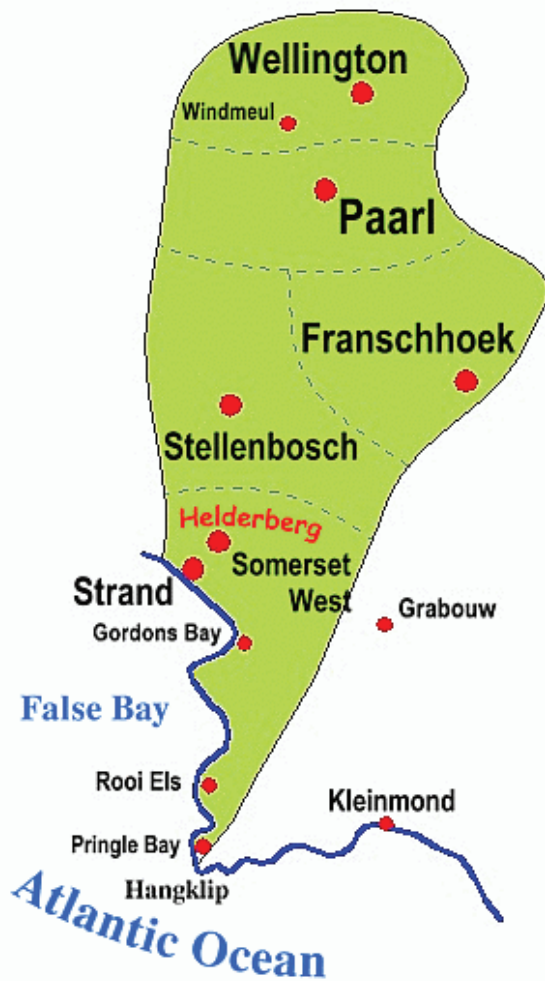 Wellington
Windmeul
Paarl
Franschhoek
Stellenbosch
Helderberg
Somerset
West
Strand
Grabouw
Gordons Bay
False Bay
Rooi Els
Kleinmond
Pringle Bay
Hangklip
Atlantic Ocean